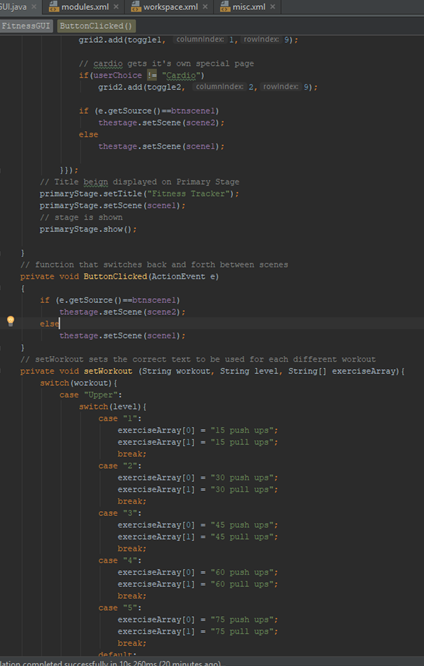 GUI.java × modules.xml × workspace.xml × misc.xml ×
FitnessGUI ButtonClicked()
grid2.add(toggle1, columnIndex: 1, rowIndex: 9);
// cardio gets it's own special page
if(userChoice != "Cardio")
grid2.add(toggle2, columnIndex: 2, rowIndex: 9);
if (e.getSource()==btnscene1)
thestage.setScene(scene2);
else
thestage.setScene(scene1);
}});
// Title beign displayed on Primary Stage
primaryStage.setTitle("Fitness Tracker");
primaryStage.setScene(scene1);
// stage is shown
primaryStage.show();
}
// function that switches back and forth between scenes
private void ButtonClicked(ActionEvent e)
{
if (e.getSource()==btnscene1)
thestage.setScene(scene2);
else
thestage.setScene(scene1);
}
// setWorkout sets the correct text to be used for each different workout
private void setWorkout (String workout, String level, String[] exerciseArray){
switch(workout){
case "Upper":
switch(level){
case "1":
exerciseArray[0] = "15 push ups";
exerciseArray[1] = "15 pull ups";
break;
case "2":
exerciseArray[0] = "30 push ups";
exerciseArray[1] = "30 pull ups";
break;
case "3":
exerciseArray[0] = "45 push ups";
exerciseArray[1] = "45 pull ups";
break;
case "4":
exerciseArray[0] = "60 push ups";
exerciseArray[1] = "60 pull ups";
break;
case "5":
exerciseArray[0] = "75 push ups";
exerciseArray[1] = "75 pull ups";
break;
default:
lation completed successfully in 10s 260ms (20 minutes ago)